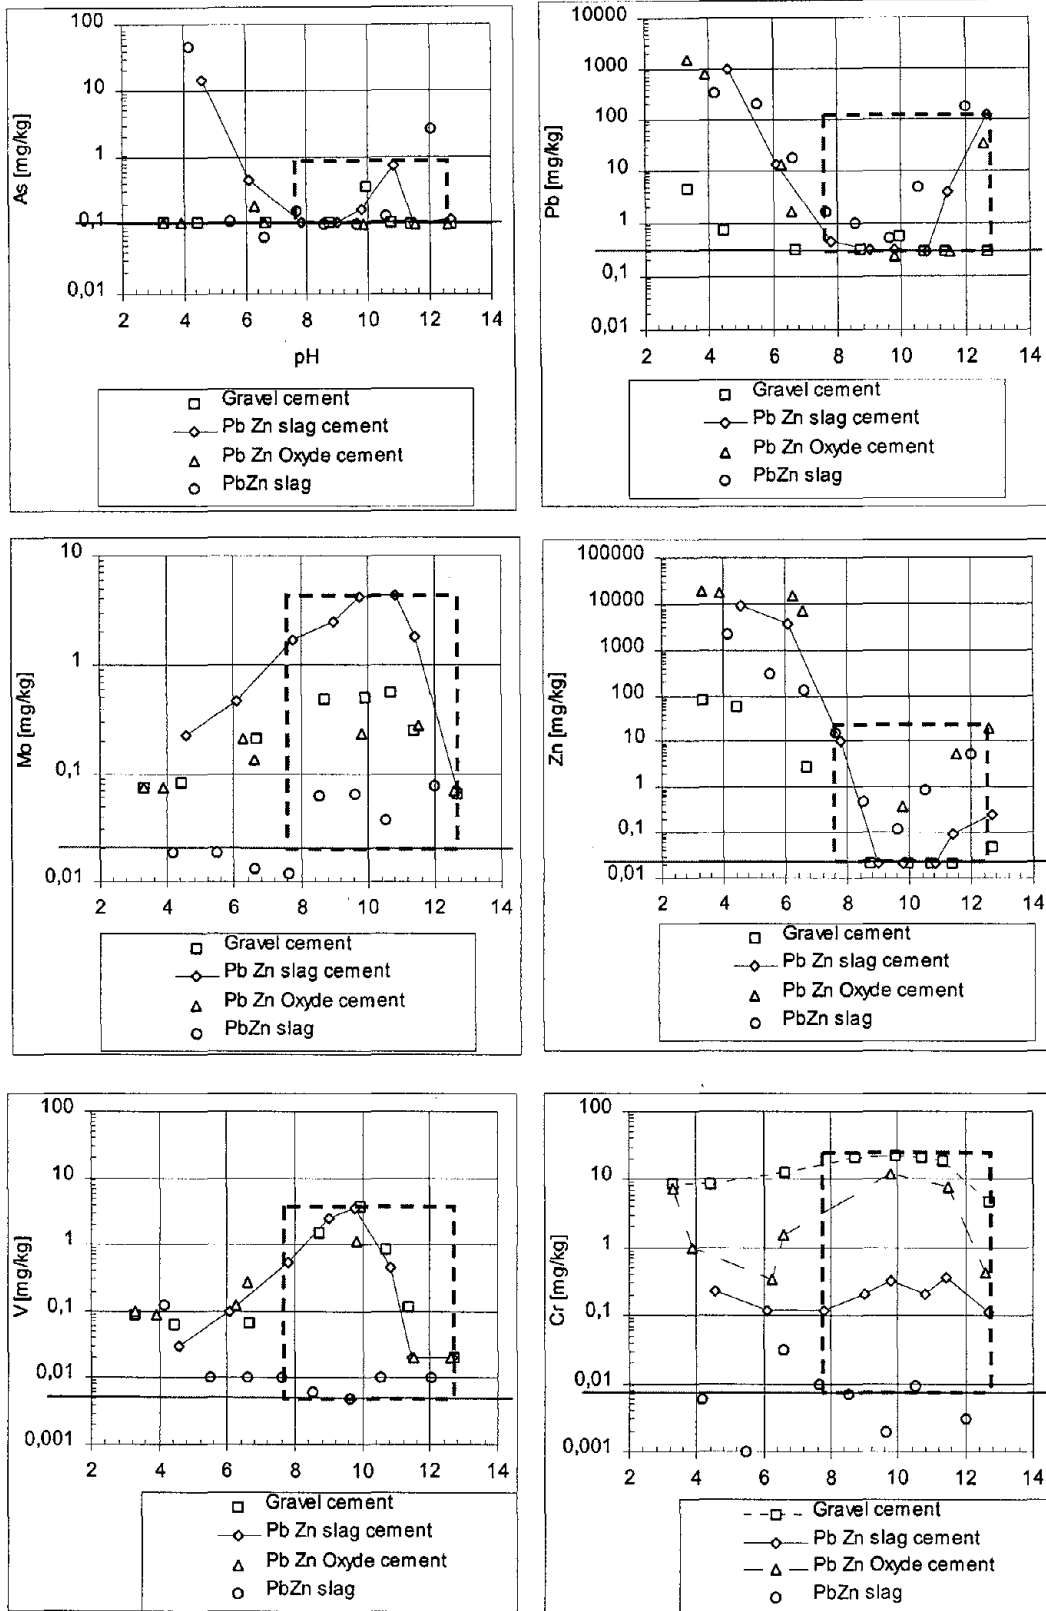 As [mg/kg]
100
10
1
0,1
0,01
2 4 6 8 10 12 14
pH
Gravel cement
Pb Zn slag cement
Pb Zn Oxyde cement
PbZn slag
Pb [mg/kg]
10000
1000
100
10
1
0,1
0,01
2 4 6 8 10 12 14
Gravel cement
Pb Zn slag cement
Pb Zn Oxyde cement
PbZn slag
Mo [mg/kg]
10
1
0,1
0,01
2 4 6 8 10 12 14
Gravel cement
Pb Zn slag cement
Pb Zn Oxyde cement
PbZn slag
Zn [mg/kg]
100000
10000
1000
100
10
1
0,1
0,01
2 4 6 8 10 12 14
Gravel cement
Pb Zn slag cement
Pb Zn Oxyde cement
PbZn slag
V [mg/kg]
100
10
1
0,1
0,01
0,001
2 4 6 8 10 12 14
Gravel cement
Pb Zn slag cement
Pb Zn Oxyde cement
PbZn slag
Cr [mg/kg]
100
10
1
0,1
0,01
0,001
2 4 6 8 10 12 14
Gravel cement
Pb Zn slag cement
Pb Zn Oxyde cement
PbZn slag